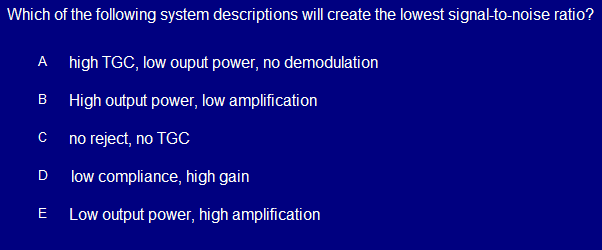 Which of the following system descriptions will create the lowest signal-to-noise ratio?
A high TGC, low ouput power, no demodulation
B High output power, low amplification
C no reject, no TGC
D low compliance, high gain
E Low output power, high amplification